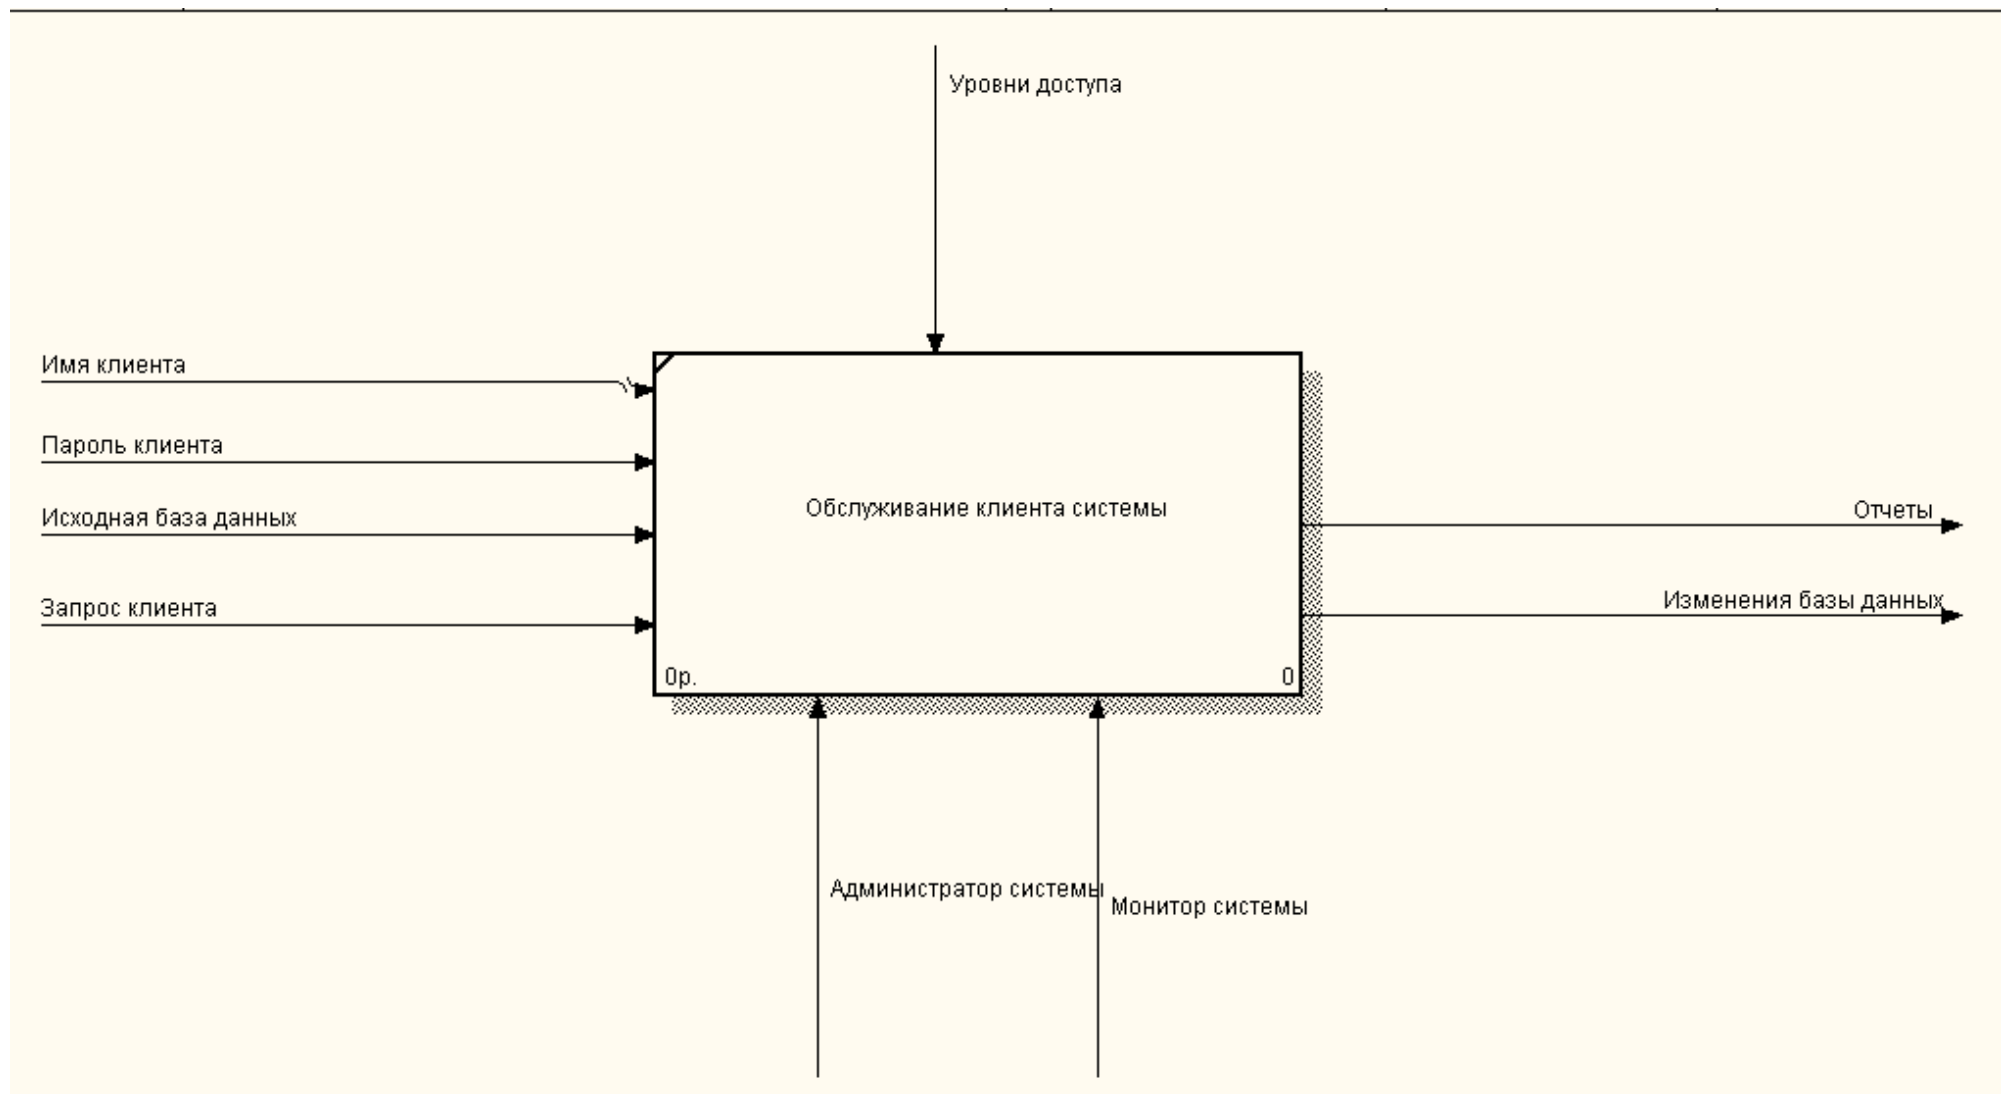 Уровни доступа
Имя клиента
Пароль клиента
Исходная база данных
Запрос клиента
Обслуживание клиента системы
0р.
0
Отчеты
Изменения базы данных
Администратор системы
Монитор системы